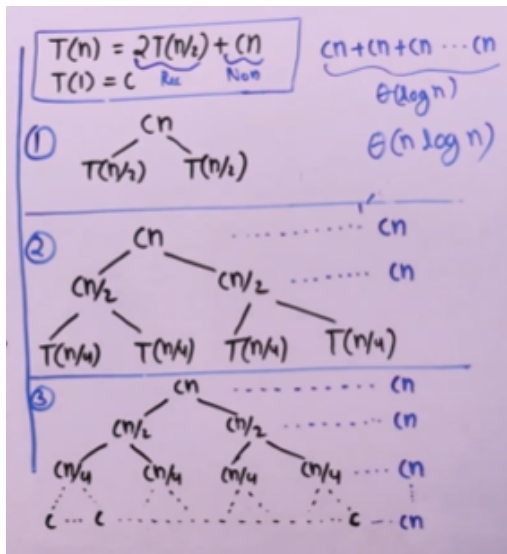 T(n) = 2T(n/2) + cn
Rec Non
T(1) = C
cn + cn + cn ... cn
θ(log n)
θ(n log n)
①
cn
T(n/2) T(n/2)
②
cn ........... cn
cn/2 cn/2 ........ cn
T(n/4) T(n/4) T(n/4) T(n/4)
③
cn ........... cn
cn/2 cn/2 ......... cn
cn/4 cn/4 cn/4 cn/4 .... cn
c ... c ................ c ... cn